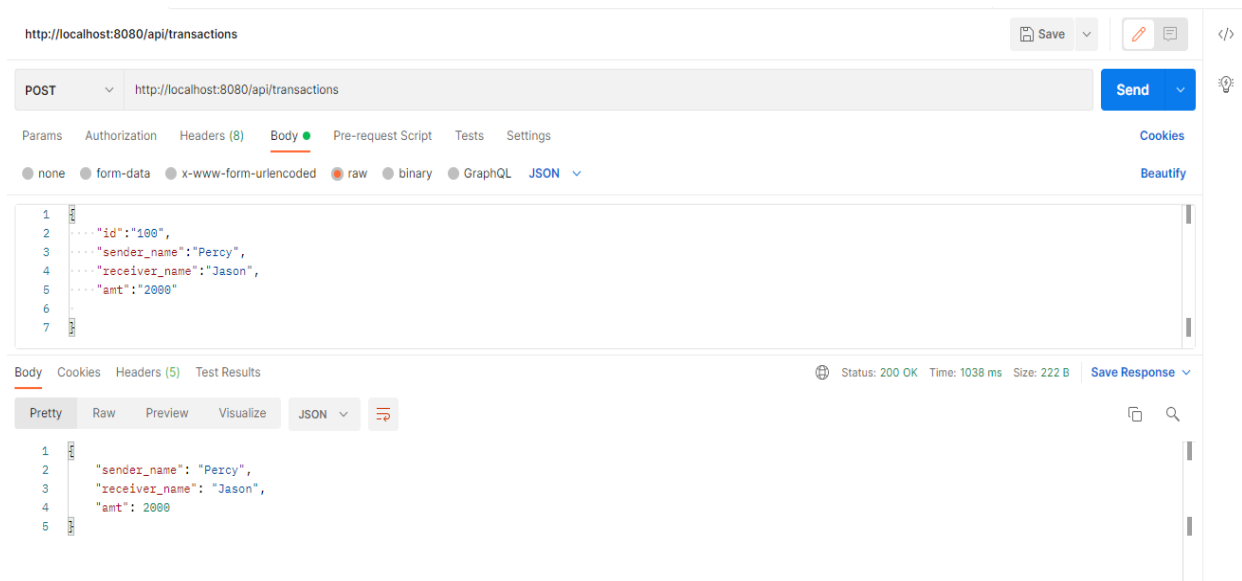 http://localhost:8080/api/transactions Save
POST http://localhost:8080/api/transactions Send
Params Authorization Headers (8) Body Pre-request Script Tests Settings Cookies
none form-data x-www-form-urlencoded raw binary GraphQL JSON Beautify
1 {
2 "id":"100",
3 "sender_name":"Percy",
4 "receiver_name":"Jason",
5 "amt":"2000"
6
7 }
Body Cookies Headers (5) Test Results Status: 200 OK Time: 1038 ms Size: 222 B Save Response
Pretty Raw Preview Visualize JSON
1 {
2 "sender_name": "Percy",
3 "receiver_name": "Jason",
4 "amt": 2000
5 }